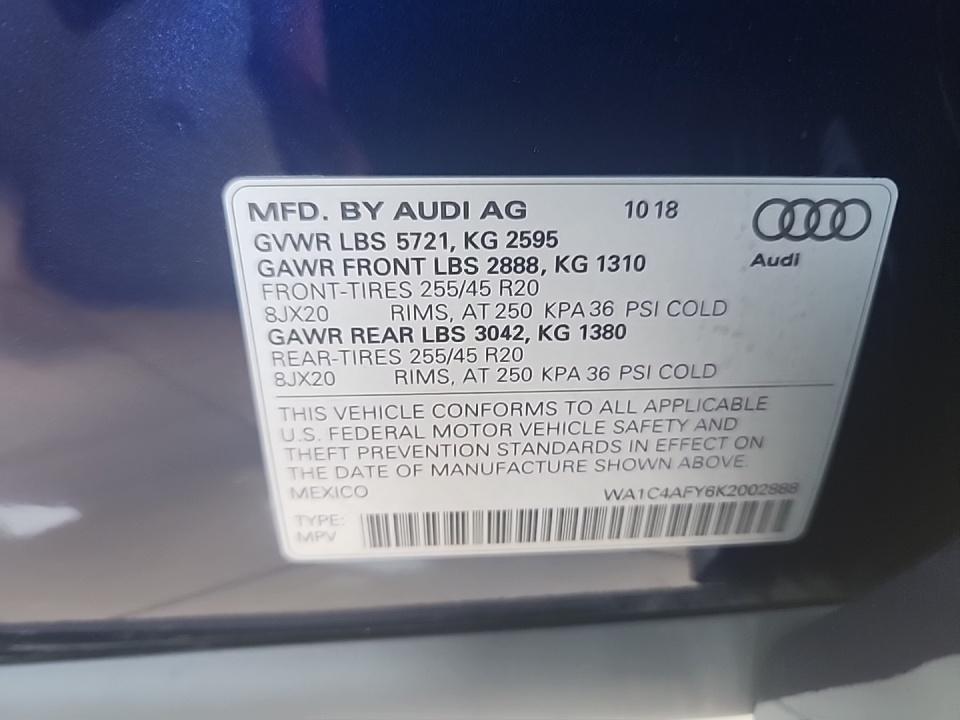 MFD. BY AUDI AG 10 18
Audi
GVWR LBS 5721, KG 2595
GAWR FRONT LBS 2888, KG 1310
FRONT-TIRES 255/45 R20
8JX20 RIMS, AT 250 KPA 36 PSI COLD
GAWR REAR LBS 3042, KG 1380
REAR-TIRES 255/45 R20
8JX20 RIMS, AT 250 KPA 36 PSI COLD
THIS VEHICLE CONFORMS TO ALL APPLICABLE
U.S. FEDERAL MOTOR VEHICLE SAFETY AND
THEFT PREVENTION STANDARDS IN EFFECT ON
THE DATE OF MANUFACTURE SHOWN ABOVE.
MEXICO WA1C4AFY6K2002888
TYPE:
MPV